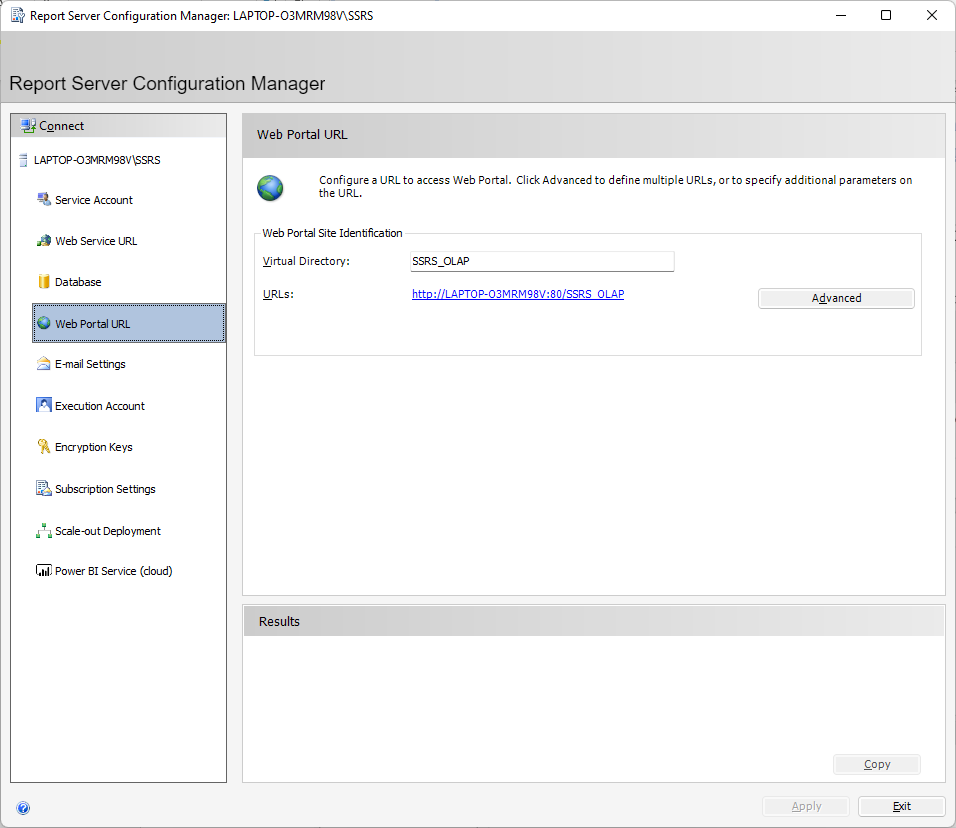 Report Server Configuration Manager: LAPTOP-O3MRM98V\SSRS
Report Server Configuration Manager
Connect
LAPTOP-O3MRM98V\SSRS
Service Account
Web Service URL
Database
Web Portal URL
E-mail Settings
Execution Account
Encryption Keys
Subscription Settings
Scale-out Deployment
Power BI Service (cloud)
Web Portal URL
Configure a URL to access Web Portal.  Click Advanced to define multiple URLs, or to specify additional parameters on
the URL.
Web Portal Site Identification
Virtual Directory: SSRS_OLAP
URLs: http://LAPTOP-O3MRM98V:80/SSRS_OLAP
Advanced
Results
Copy
Apply Exit